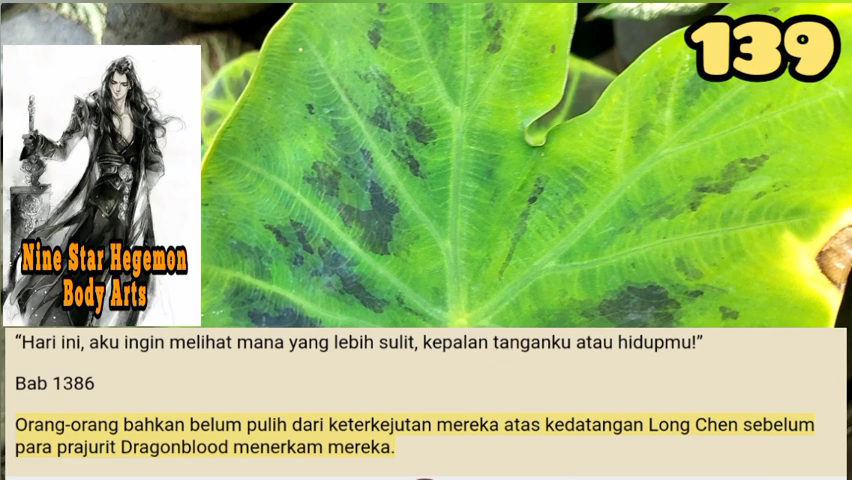 139
Nine Star Hegemon
Body Arts
“Hari ini, aku ingin melihat mana yang lebih sulit, kepalan tanganku atau hidupmu!”
Bab 1386
Orang-orang bahkan belum pulih dari keterkejutan mereka atas kedatangan Long Chen sebelum
para prajurit Dragonblood menerkam mereka.